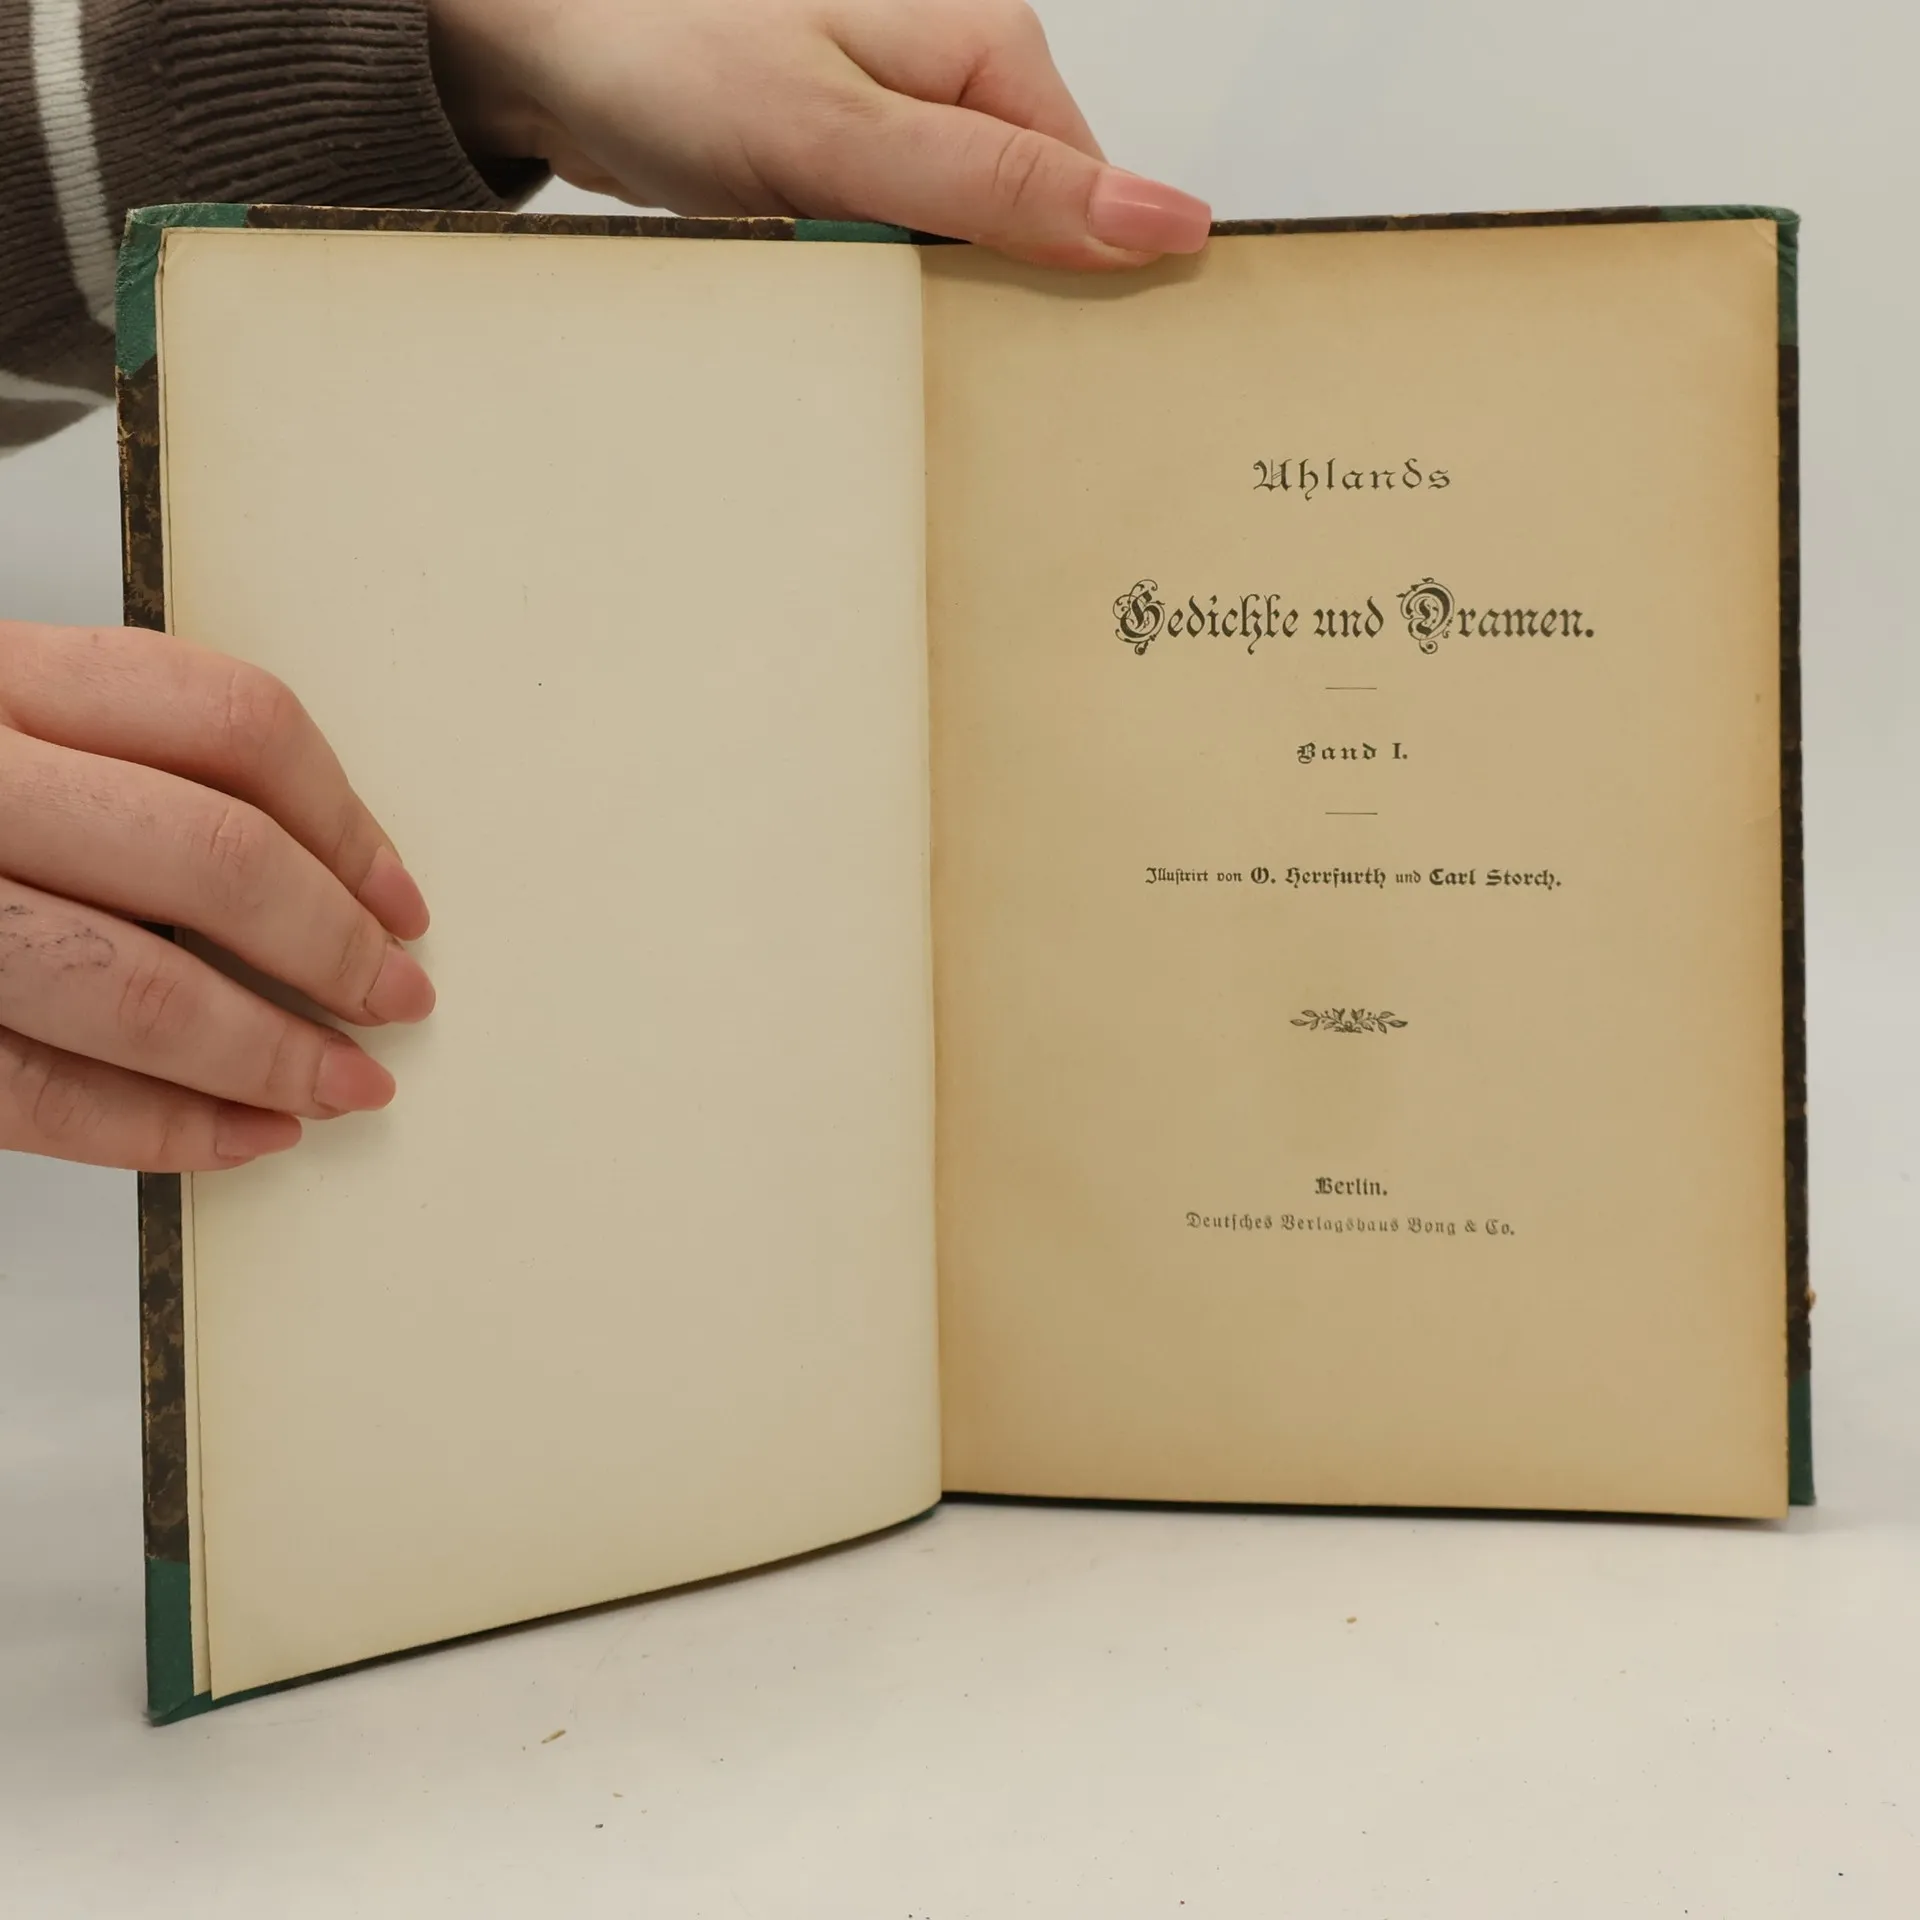 Uhlands
Gedichte und Dramen.
Band I.
Illustrirt von O. Herrfurth und Carl Storch.
Berlin.
Deutsches Verlagshaus Bong & Co.